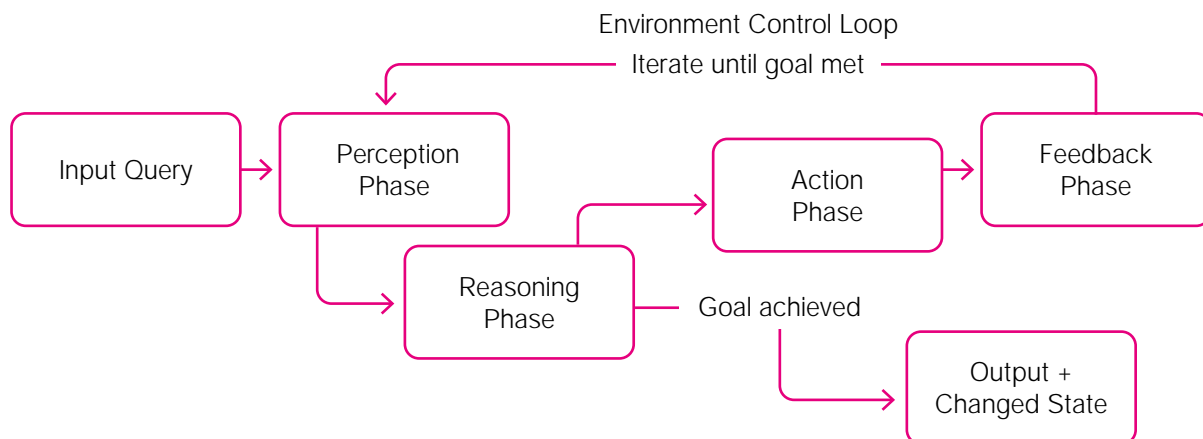 Environment Control Loop
Iterate until goal met
Input Query
Perception
Phase
Action
Phase
Feedback
Phase
Reasoning
Phase
Goal achieved
Output +
Changed State